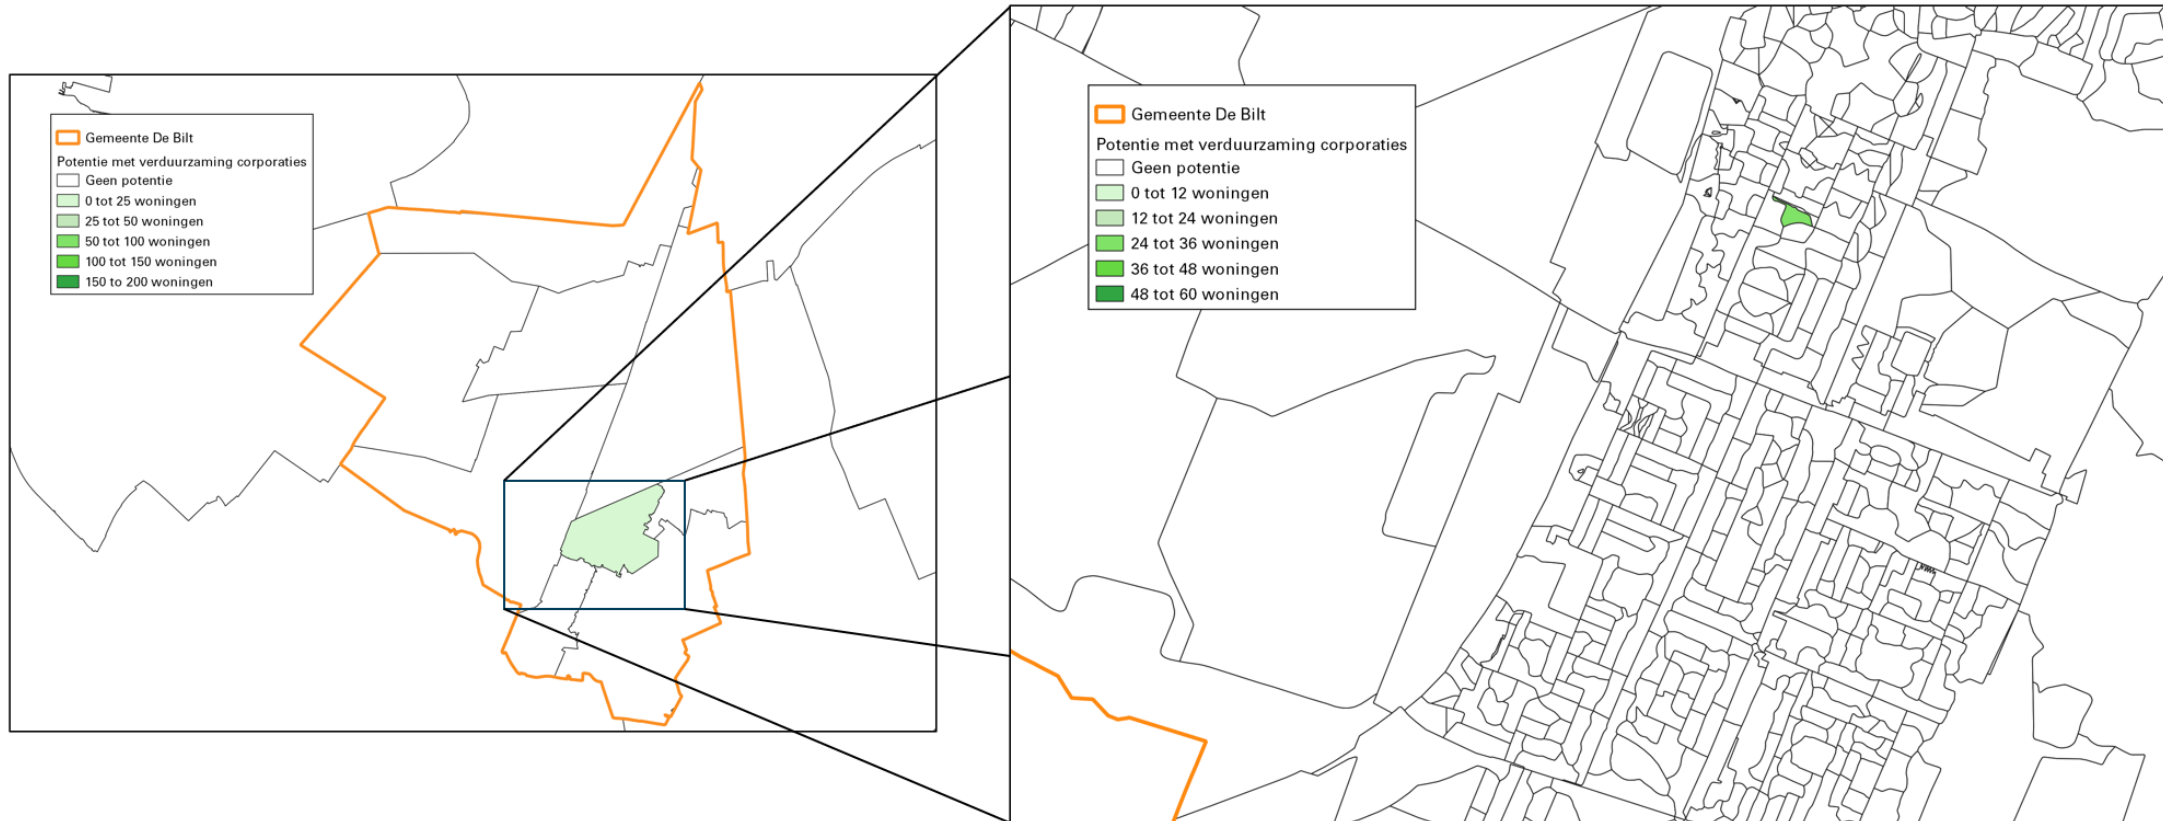 Gemeente De Bilt
Potentie met verduurzaming corporaties
Geen potentie
0 tot 25 woningen
25 tot 50 woningen
50 tot 100 woningen
100 tot 150 woningen
150 to 200 woningen
Gemeente De Bilt
Potentie met verduurzaming corporaties
Geen potentie
0 tot 12 woningen
12 tot 24 woningen
24 tot 36 woningen
36 tot 48 woningen
48 tot 60 woningen